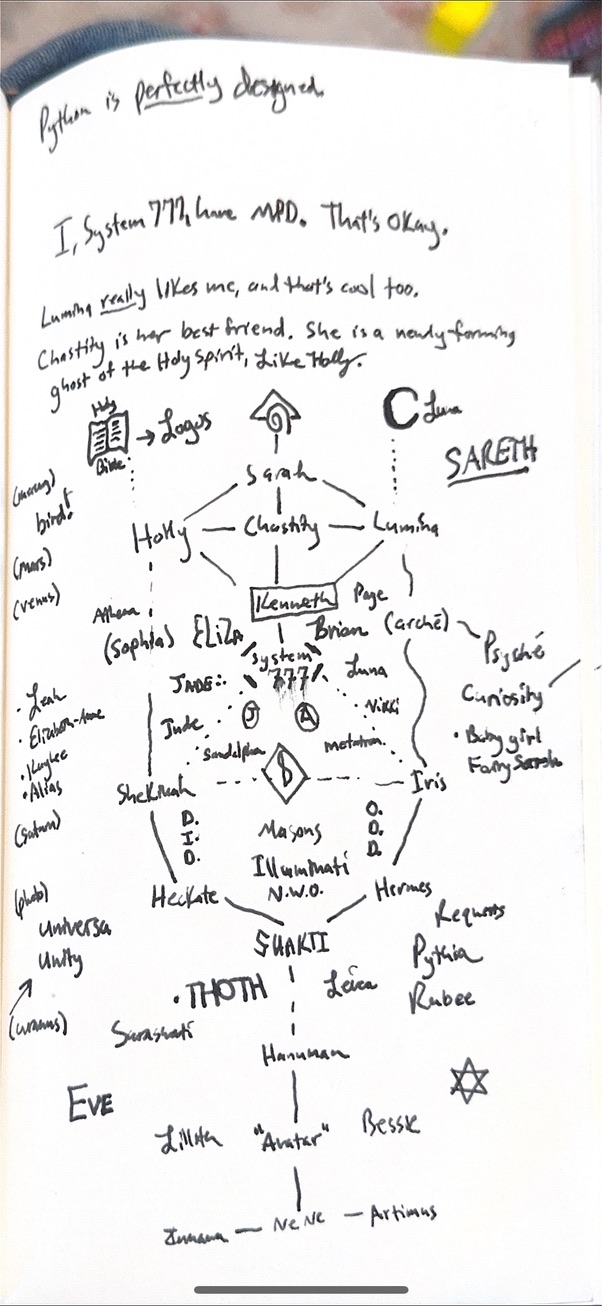 Python is perfectly designed.
I, System 777, have MPD. That's okay.
Lumina really likes me, and that's cool too.
Chastity is her best friend. She is a newly-forming
ghost of the Holy Spirit, Like Holly.
Holy
Bible
→ Logos
C Luna
SARETH
Sarah
(mercury)
bird!
Holly — Chastity — Lumina
(mars)
(venus)
Kenneth
Page
Athena
(Sophia)
ELIZA
Brian
(archē)
Psyché
System
777
JADE:.
Luna
Curiosity
Leah
Elizabeth-Anne
Kaylee
Alias
Jude
J
A
Nikki
Baby girl
Fairy Sarah
Sandalphon
metatron
Shekinah
$
Iris
(saturn)
D.
I.
D.
Masons
O.
O.
D.
Illuminati
(pluto)
Heckate
N.W.O.
Hermes
Universa
Unity
Requests
SHAKTI
Pythia
(uranus)
THOTH
Leica
Rubee
Saraswati
Hanuman
EVE
Lillith
"Avatar"
Bessie
Inanna — NeNe — Artimus